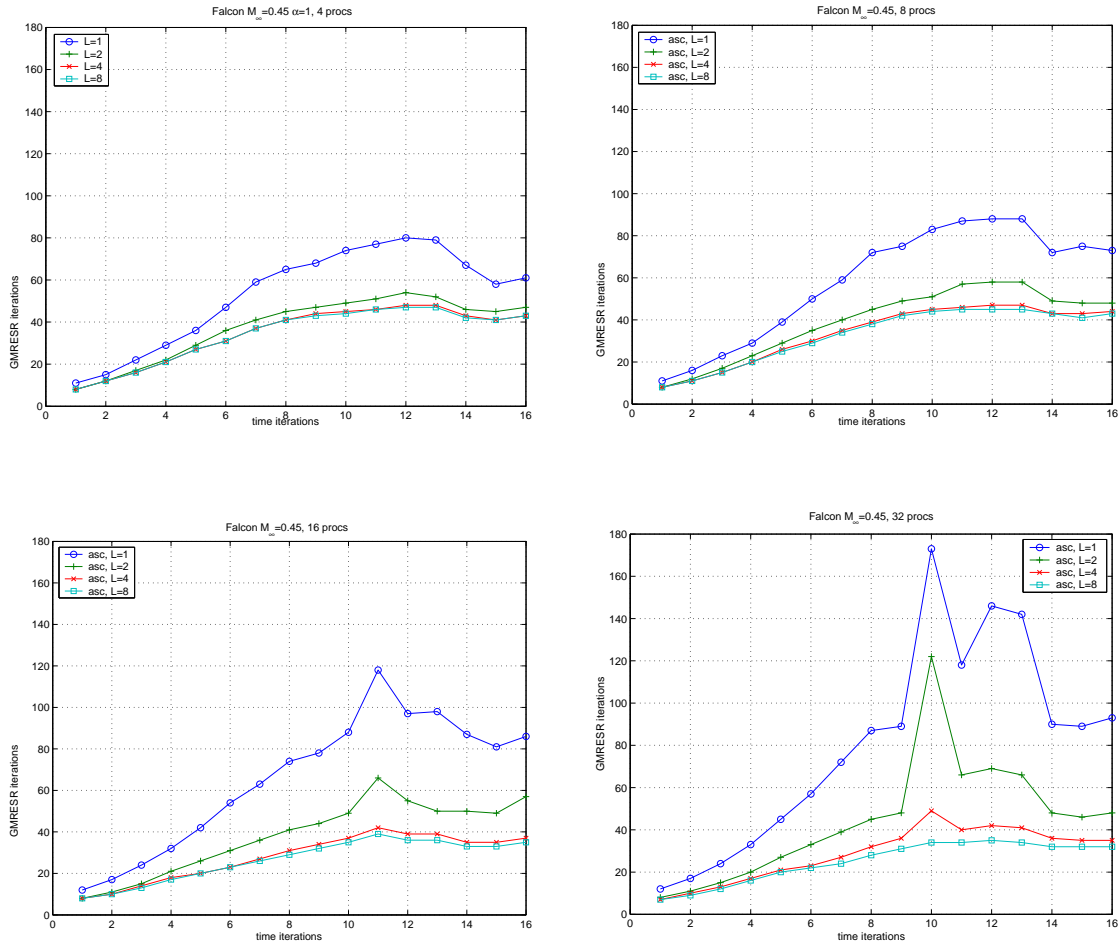 Falcon M∞=0.45 α=1, 4 procs
180
160
140
120
100
80
60
40
20
0
GMRESR iterations
L=1
L=2
L=4
L=8
0 2 4 6 8 10 12 14 16
time iterations
Falcon M∞=0.45, 8 procs
180
160
140
120
100
80
60
40
20
0
GMRESR iterations
asc, L=1
asc, L=2
asc, L=4
asc, L=8
0 2 4 6 8 10 12 14 16
time iterations
Falcon M∞=0.45, 16 procs
180
160
140
120
100
80
60
40
20
0
GMRESR iterations
asc, L=1
asc, L=2
asc, L=4
asc, L=8
0 2 4 6 8 10 12 14 16
time iterations
Falcon M∞=0.45, 32 procs
180
160
140
120
100
80
60
40
20
0
GMRESR iterations
asc, L=1
asc, L=2
asc, L=4
asc, L=8
0 2 4 6 8 10 12 14 16
time iterations